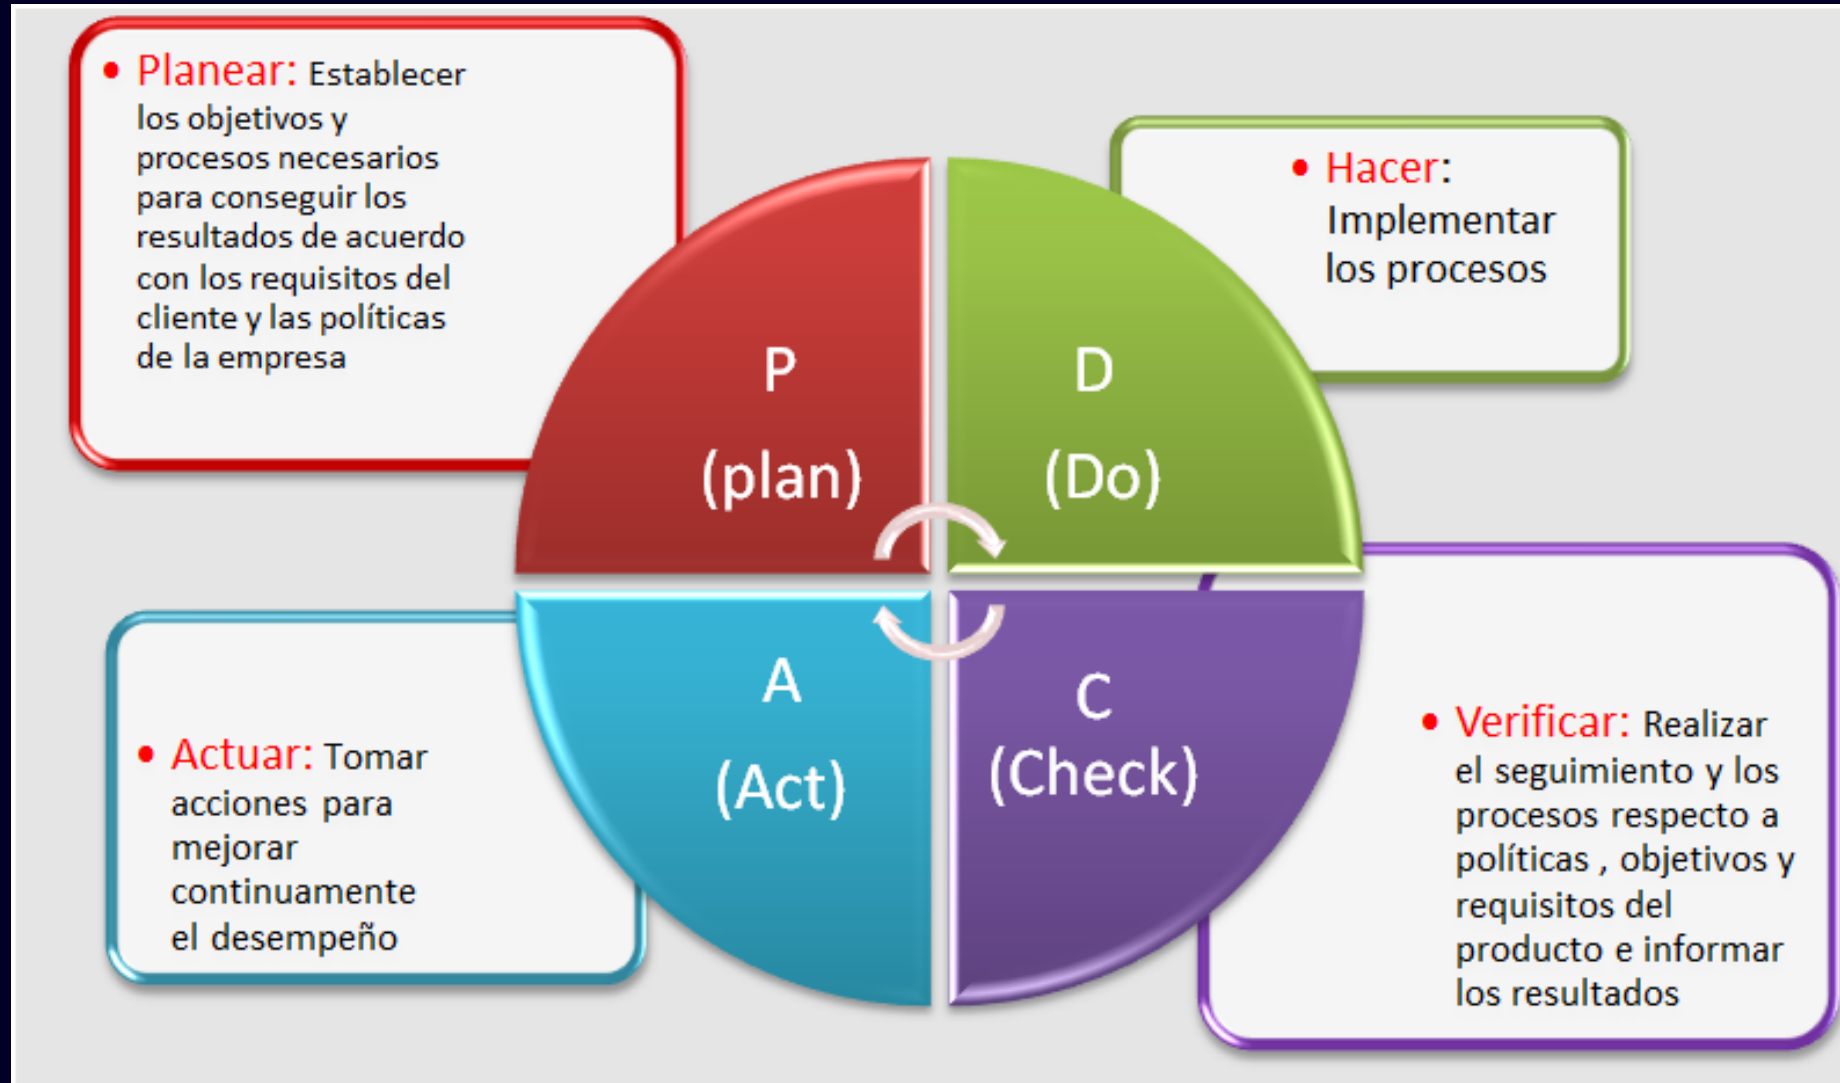 • Planear: Establecer
los objetivos y
procesos necesarios
para conseguir los
resultados de acuerdo
con los requisitos del
cliente y las políticas
de la empresa
• Hacer:
Implementar
los procesos
P
(plan)
D
(Do)
A
(Act)
C
(Check)
• Actuar: Tomar
acciones para
mejorar
continuamente
el desempeño
• Verificar: Realizar
el seguimiento y los
procesos respecto a
políticas , objetivos y
requisitos del
producto e informar
los resultados